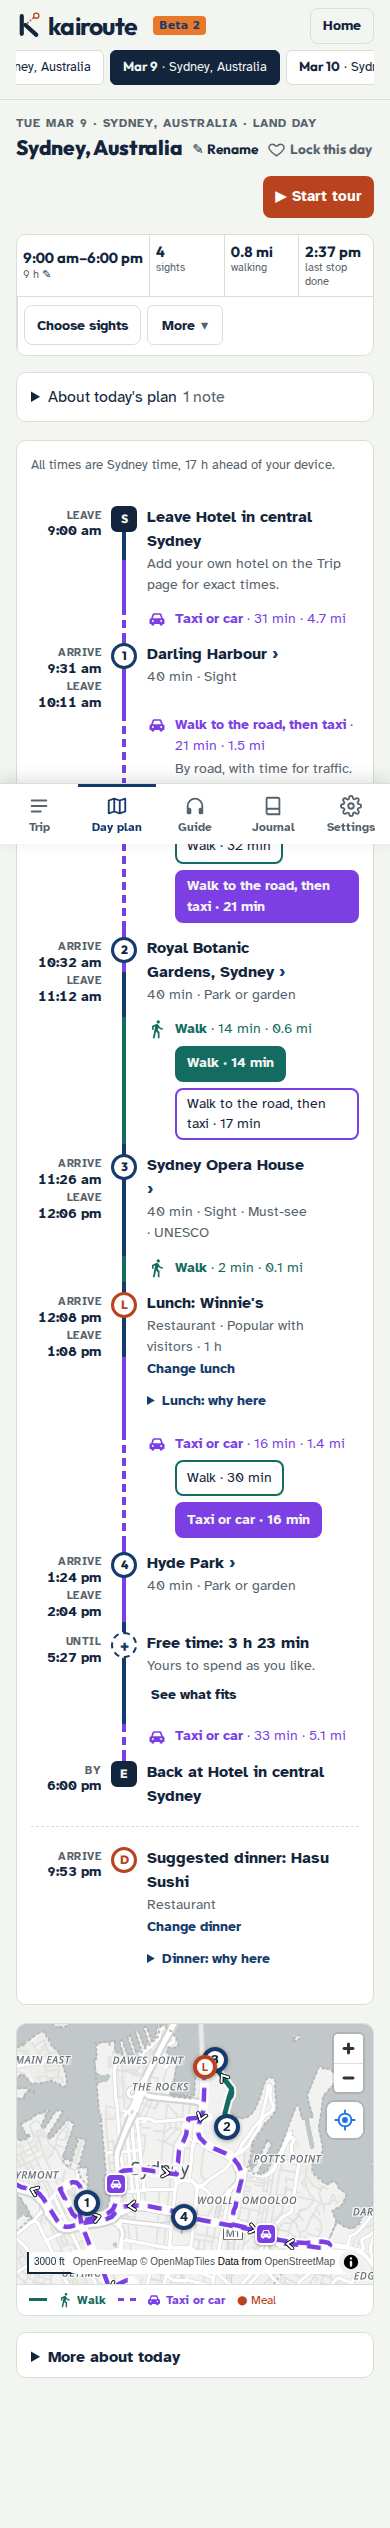 kairoute Beta 2 Home
ney, Australia Mar 9 · Sydney, Australia Mar 10 · Sydn
TUE MAR 9 · SYDNEY, AUSTRALIA · LAND DAY
Sydney, Australia ✎ Rename Lock this day
▶ Start tour
9:00 am–6:00 pm 4 0.8 mi 2:37 pm
9 h ✎ sights walking last stop
done
Choose sights More ▾
▶ About today's plan 1 note
All times are Sydney time, 17 h ahead of your device.
LEAVE S Leave Hotel in central
9:00 am Sydney
Add your own hotel on the Trip
page for exact times.
Taxi or car · 31 min · 4.7 mi
ARRIVE 1 Darling Harbour ›
9:31 am 40 min · Sight
LEAVE
10:11 am
Walk to the road, then taxi ·
21 min · 1.5 mi
By road, with time for traffic.
Trip Day plan Guide Journal Settings
Walk · 32 min
Walk to the road, then
taxi · 21 min
ARRIVE 2 Royal Botanic
10:32 am Gardens, Sydney ›
LEAVE
11:12 am 40 min · Park or garden
Walk · 14 min · 0.6 mi
Walk · 14 min
Walk to the road, then
taxi · 17 min
ARRIVE 3 Sydney Opera House
11:26 am ›
LEAVE
12:06 pm 40 min · Sight · Must-see
· UNESCO
Walk · 2 min · 0.1 mi
ARRIVE L Lunch: Winnie's
12:08 pm Restaurant · Popular with
LEAVE visitors · 1 h
1:08 pm
Change lunch
▶ Lunch: why here
Taxi or car · 16 min · 1.4 mi
Walk · 30 min
Taxi or car · 16 min
ARRIVE 4 Hyde Park ›
1:24 pm 40 min · Park or garden
LEAVE
2:04 pm
UNTIL + Free time: 3 h 23 min
5:27 pm Yours to spend as you like.
See what fits
Taxi or car · 33 min · 5.1 mi
BY E Back at Hotel in central
6:00 pm Sydney
ARRIVE D Suggested dinner: Hasu
9:53 pm Sushi
Restaurant
Change dinner
▶ Dinner: why here
+
MAIN EAST DAWES POINT 3
L −
THE ROCKS
2
POTTS POINT
YRMONT
1 WOOLLOOMOOLOO
4 DAR
M1
3000 ft OpenFreeMap © OpenMapTiles Data from OpenStreetMap
EDG
Walk Taxi or car Meal
▶ More about today